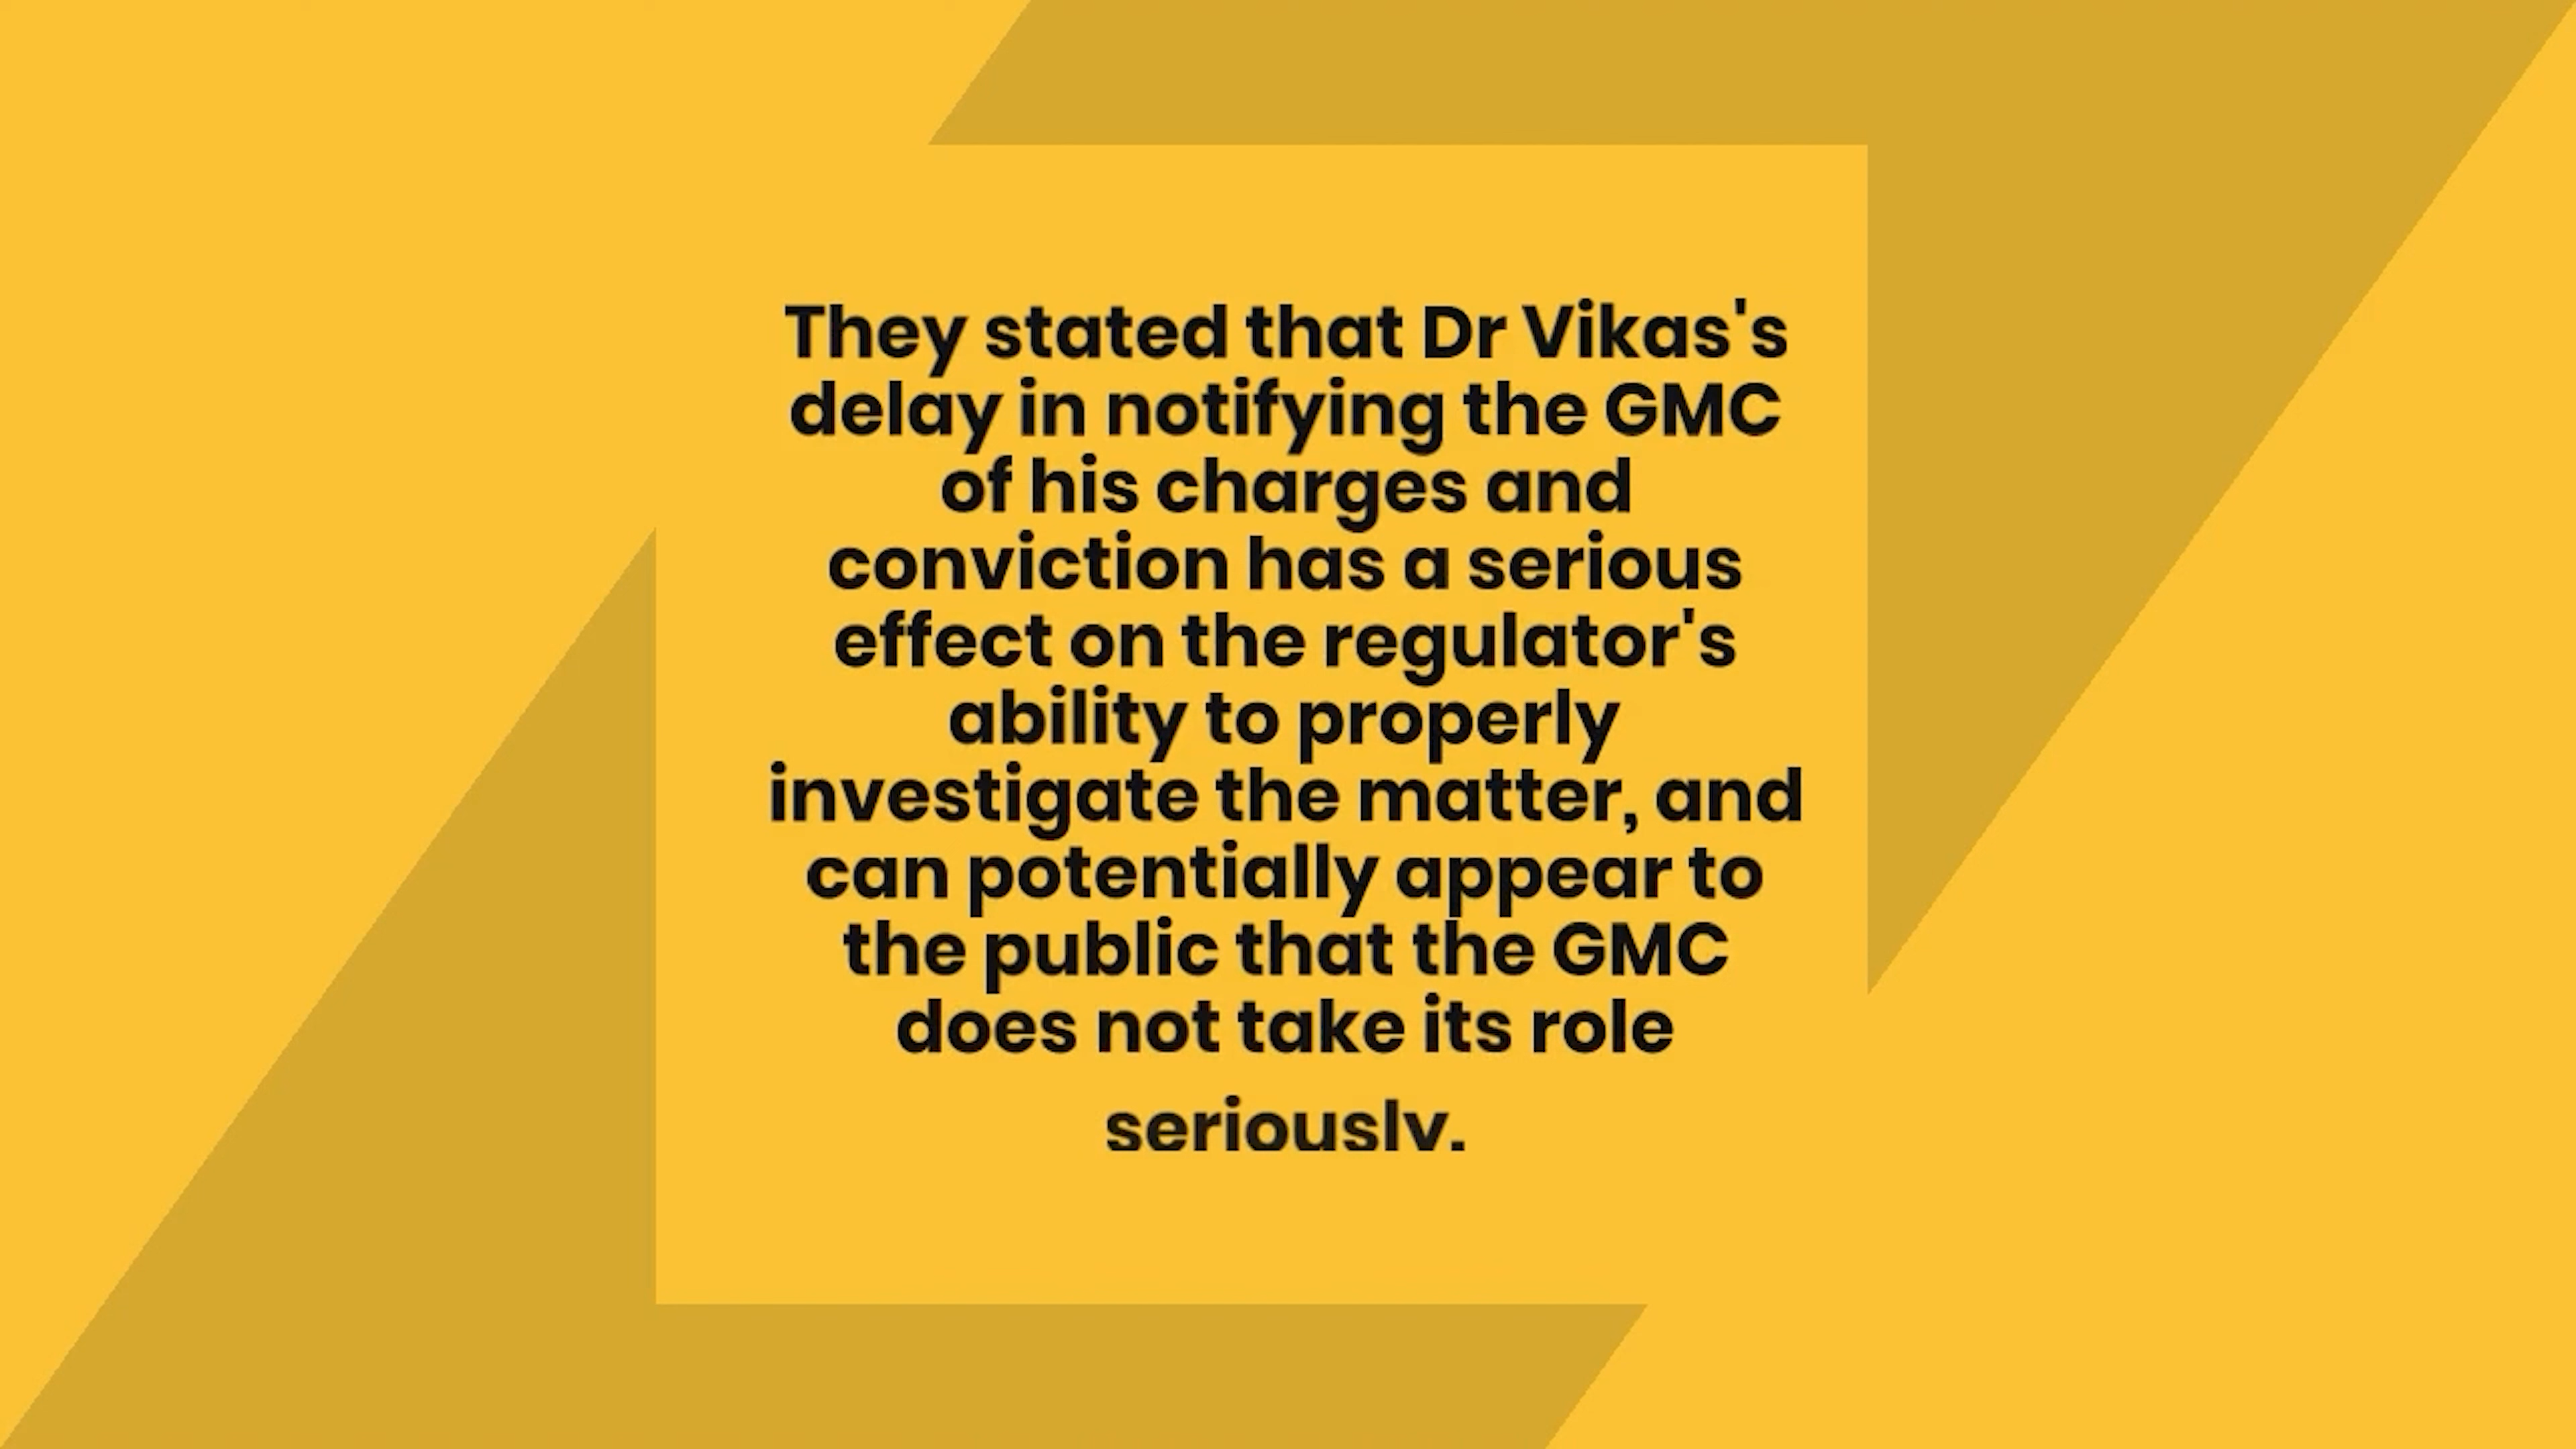 They stated that Dr Vikas's
delay in notifying the GMC
of his charges and
conviction has a serious
effect on the regulator's
ability to properly
investigate the matter, and
can potentially appear to
the public that the GMC
does not take its role
seriously.